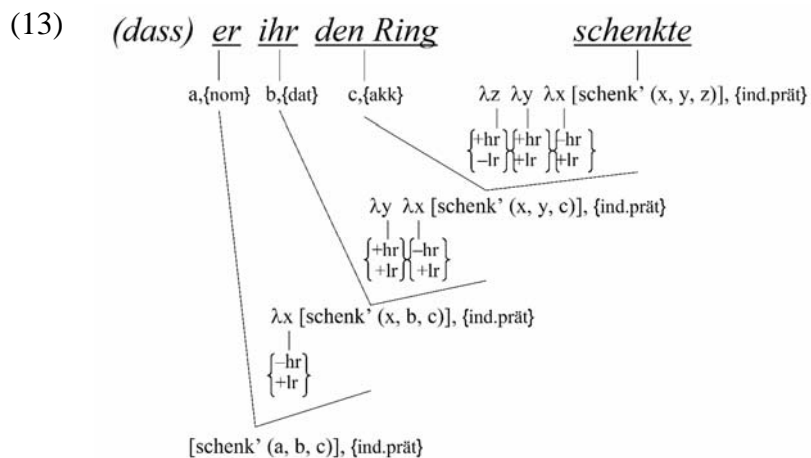 (13) (dass) er ihr den Ring schenkte
a,{nom} b,{dat} c,{akk} λz λy λx [schenk’ (x, y, z)], {ind.prät}
{+hr} {+hr} {–hr}
{–lr} {+lr} {+lr}
λy λx [schenk’ (x, y, c)], {ind.prät}
{+hr} {–hr}
{+lr} {+lr}
λx [schenk’ (x, b, c)], {ind.prät}
{–hr}
{+lr}
[schenk’ (a, b, c)], {ind.prät}